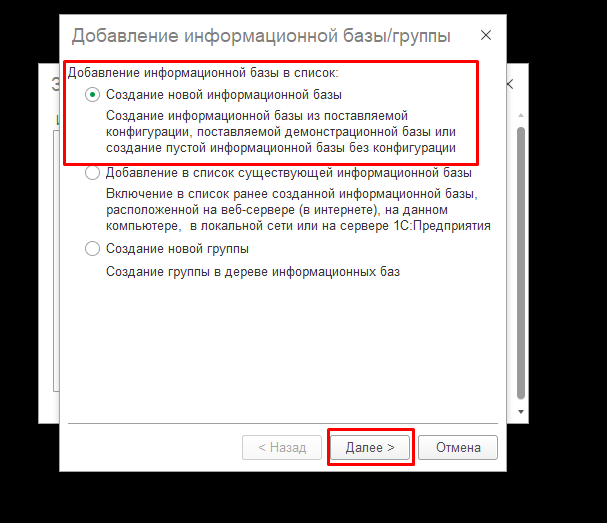 Добавление информационной базы/группы
Добавление информационной базы в список:
Создание новой информационной базы
Создание информационной базы из поставляемой
конфигурации, поставляемой демонстрационной базы или
создание пустой информационной базы без конфигурации
Добавление в список существующей информационной базы
Включение в список ранее созданной информационной базы,
расположенной на веб-сервере (в интернете), на данном
компьютере, в локальной сети или на сервере 1С:Предприятия
Создание новой группы
Создание группы в дереве информационных баз
< Назад
Далее >
Отмена